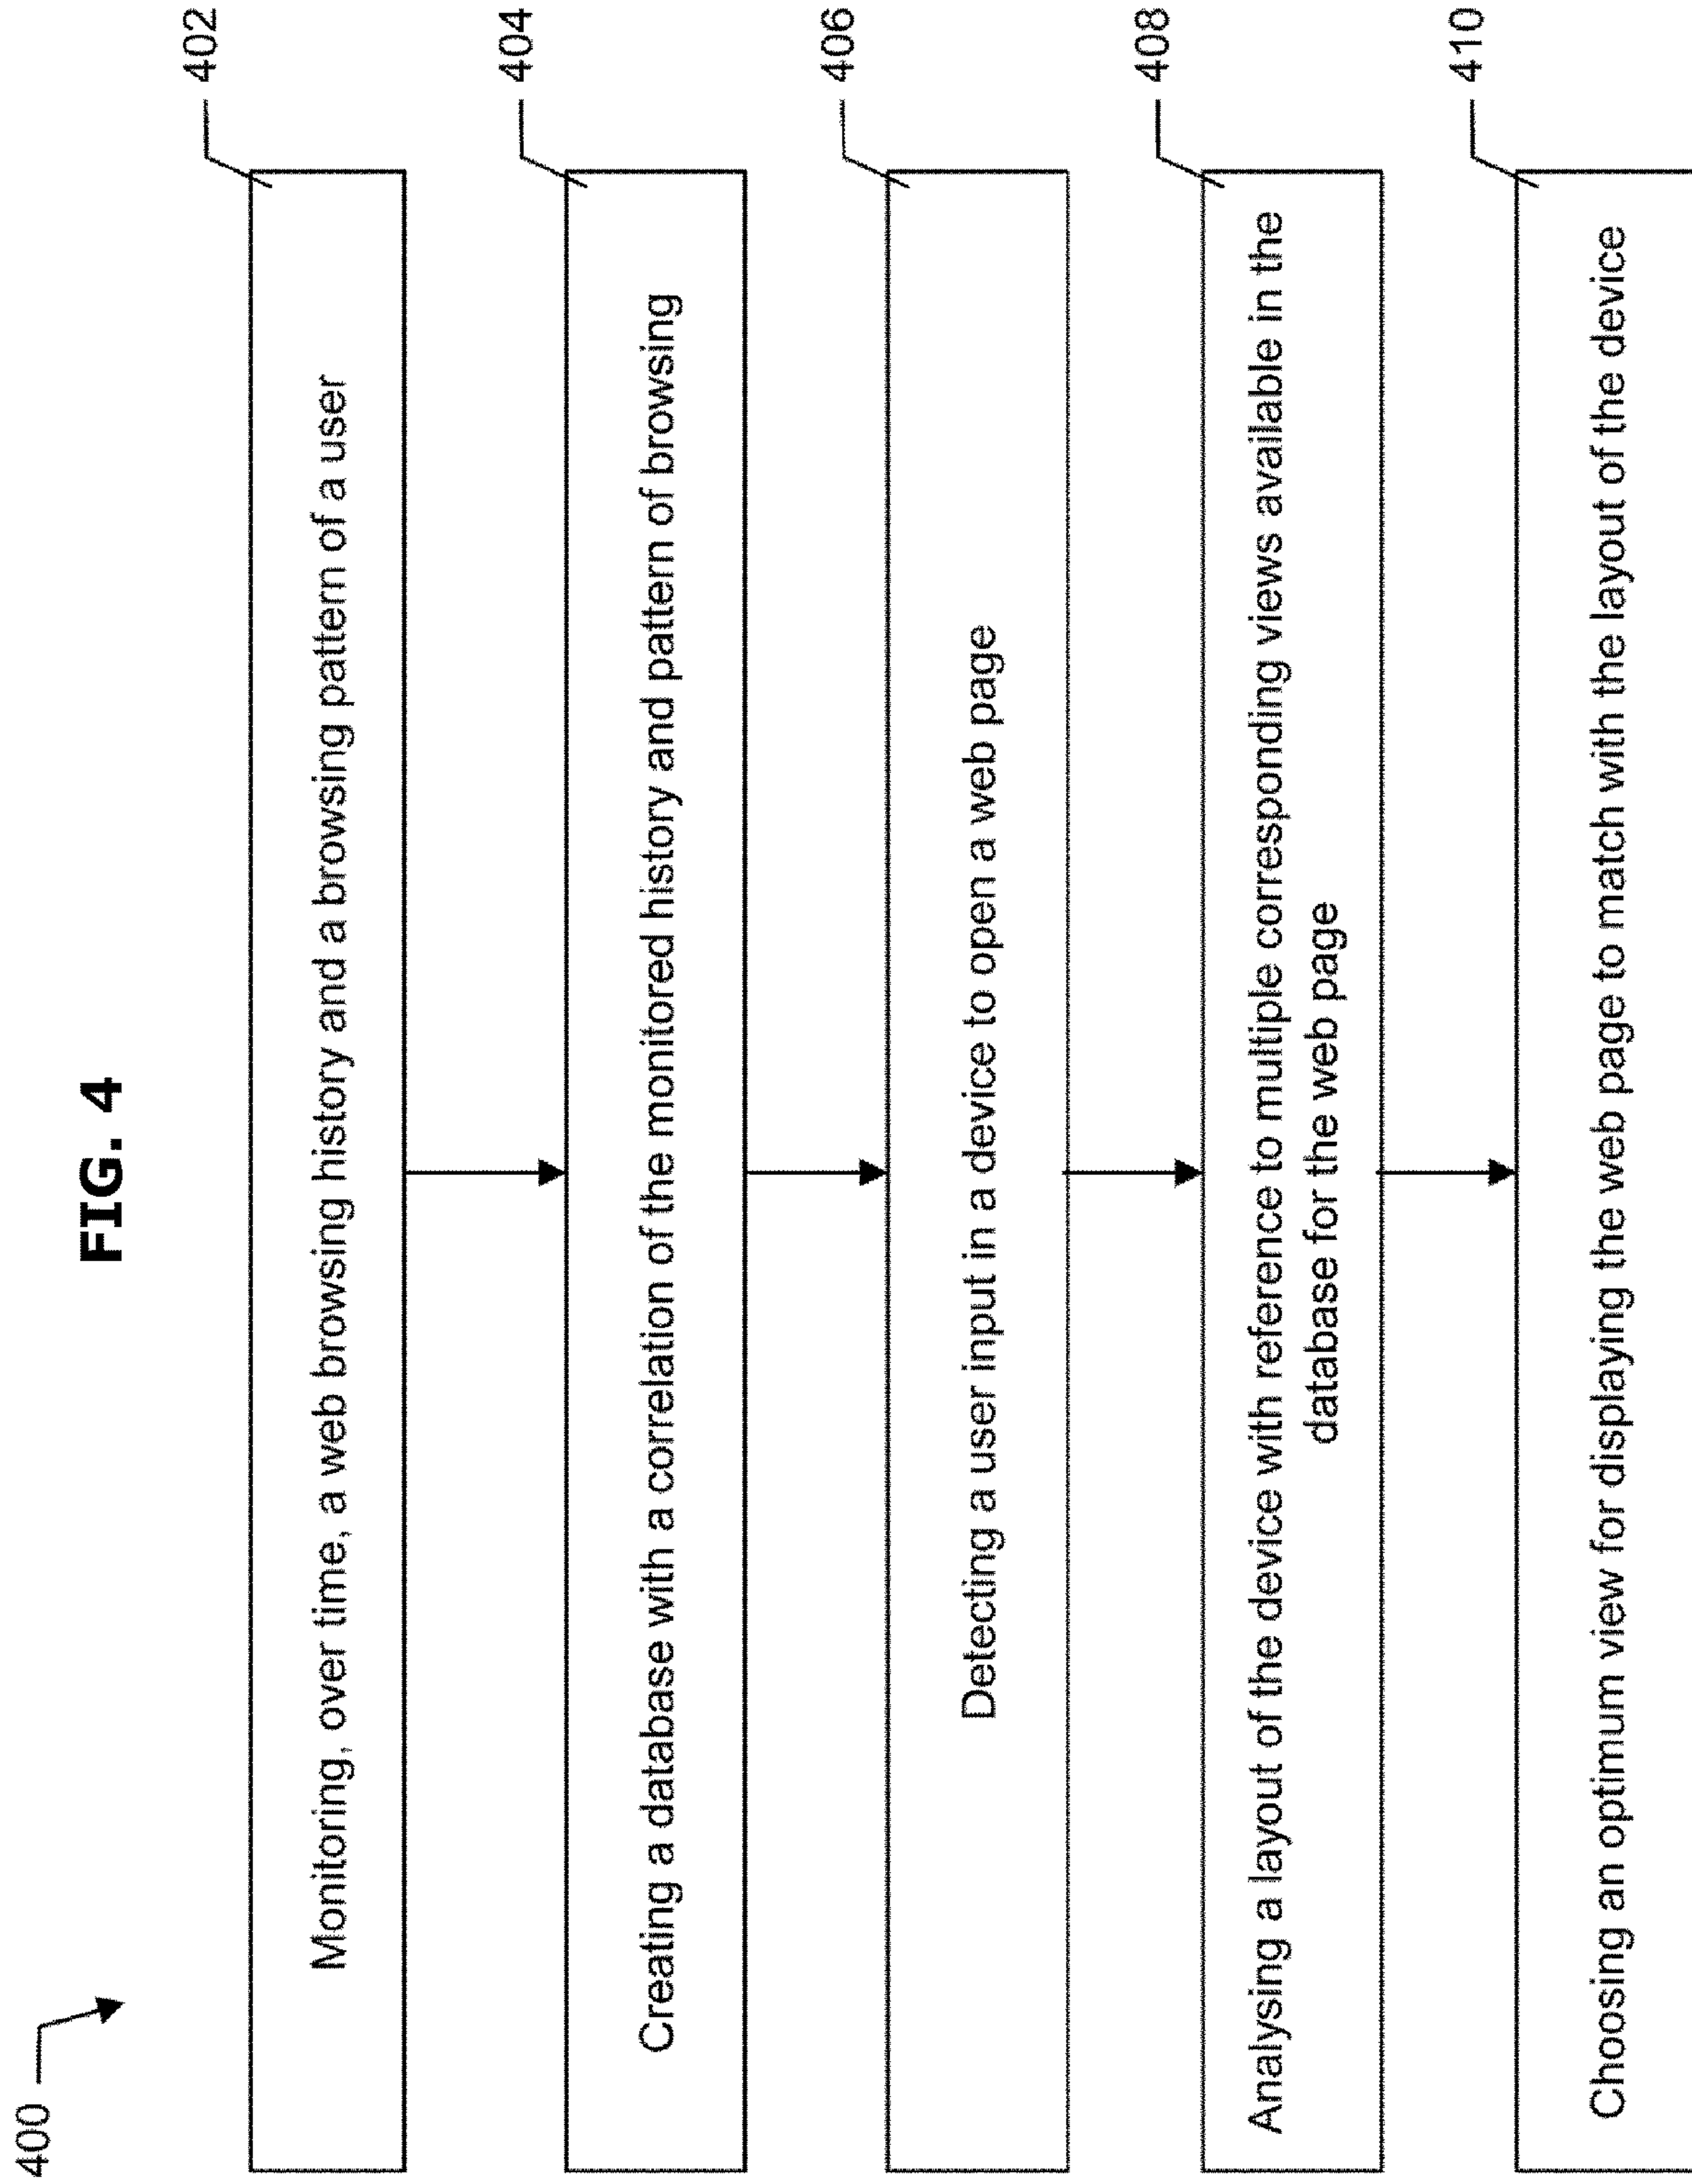 FIG. 4
400
Monitoring, over time, a web browsing history and a browsing pattern of a user
402
Creating a database with a correlation of the monitored history and pattern of browsing
404
Detecting a user input in a device to open a web page
406
Analysing a layout of the device with reference to multiple corresponding views available in the
database for the web page
408
Choosing an optimum view for displaying the web page to match with the layout of the device
410